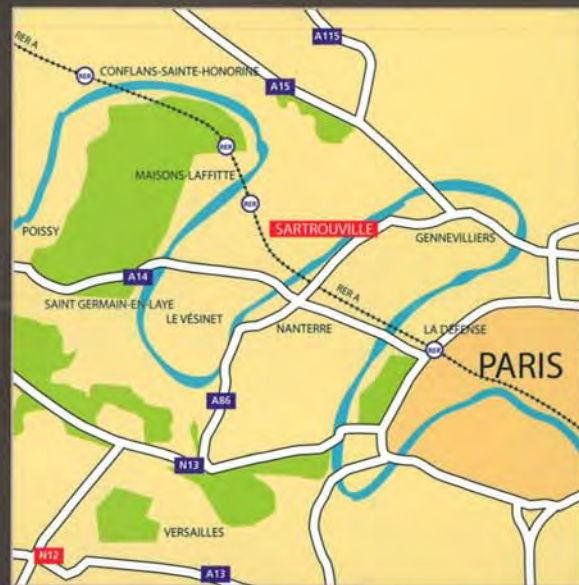 A115
RER A
RER
CONFLANS-SAINTE-HONORINE
A15
RER
MAISONS-LAFFITTE
RER
POISSY
SARTROUVILLE
GENNEVILLIERS
A14
RER A
SAINT GERMAIN-EN-LAYE
LE VÉSINET
NANTERRE
LA DÉFENSE
RER
PARIS
A86
N13
VERSAILLES
N12
A13